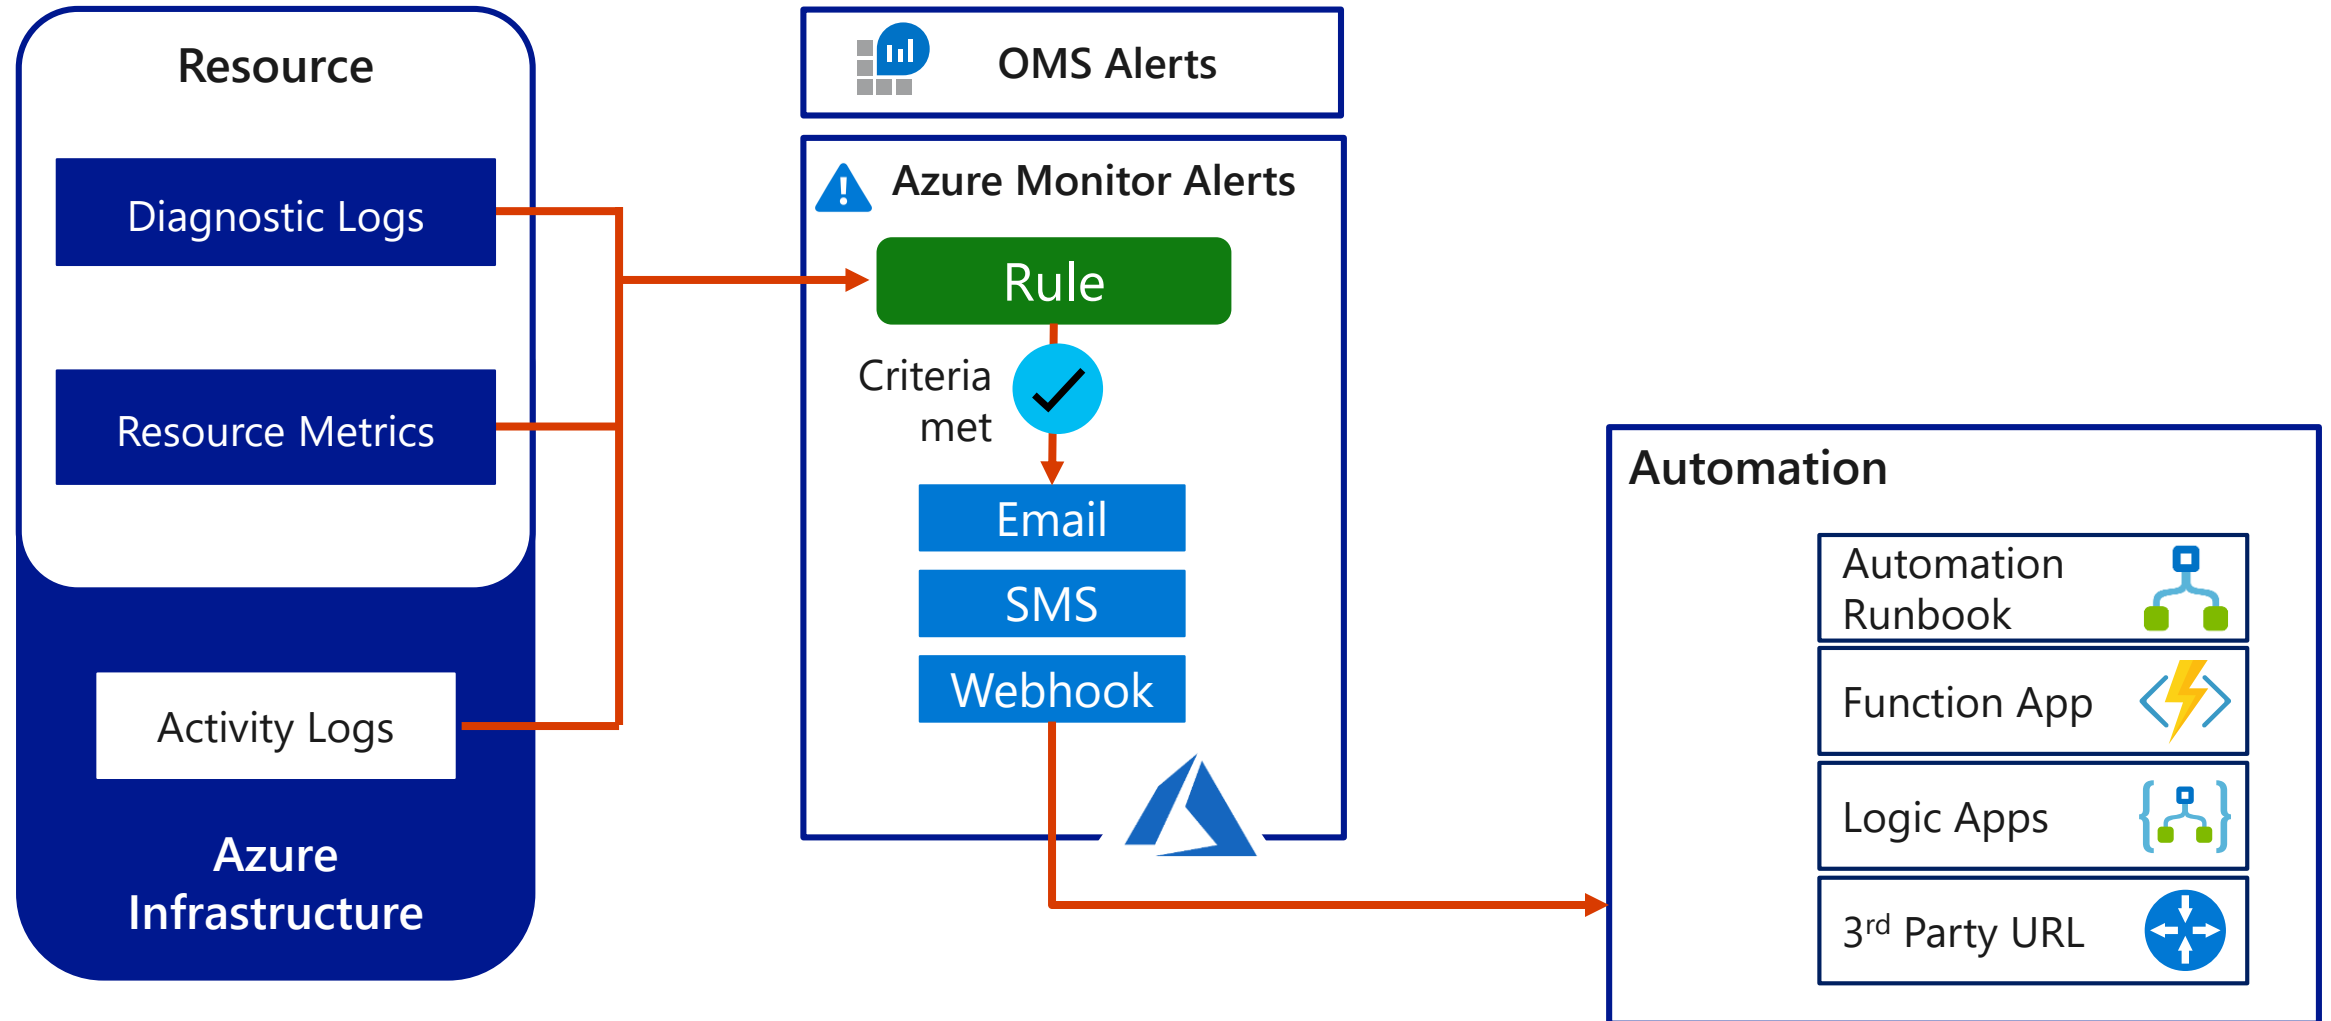 Resource
Diagnostic Logs
Resource Metrics
Activity Logs
Azure
Infrastructure
OMS Alerts
Azure Monitor Alerts
Rule
Criteria
met
Email
SMS
Webhook
Automation
Automation
Runbook
Function App
Logic Apps
3rd Party URL